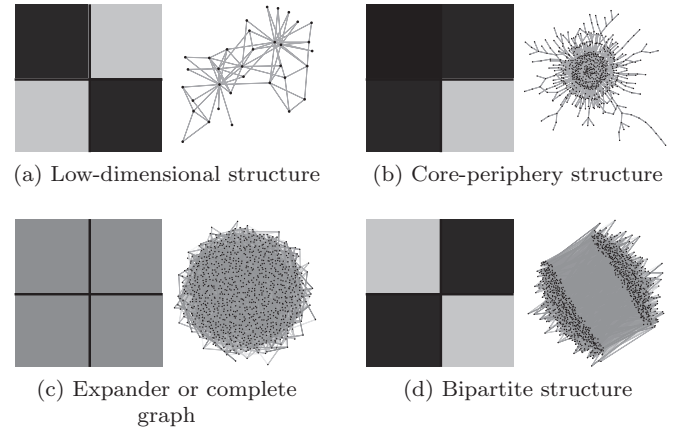 (a) Low-dimensional structure
(b) Core-periphery structure
(c) Expander or complete
graph
(d) Bipartite structure